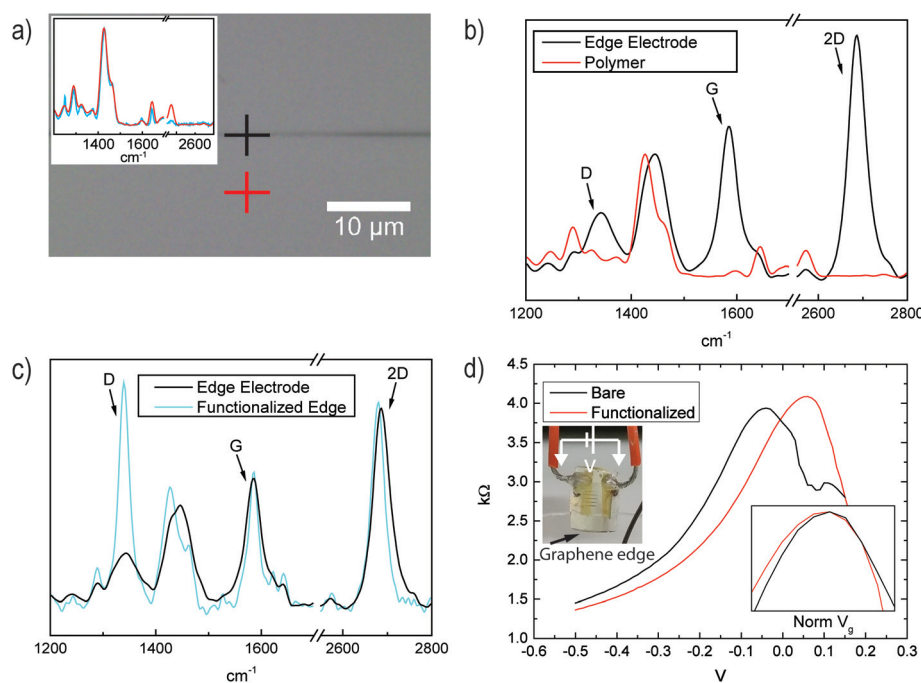 a)
1400
1600
2600
cm⁻¹
10 µm
b)
Edge Electrode
Polymer
D
G
2D
1200
1400
1600
2600
2800
cm⁻¹
c)
Edge Electrode
Functionalized Edge
D
G
2D
1200
1400
1600
2600
2800
cm⁻¹
d)
Bare
Functionalized
V
Graphene edge
Norm Vg
kΩ
4.5
4.0
3.5
3.0
2.5
2.0
1.5
1.0
-0.6 -0.5 -0.4 -0.3 -0.2 -0.1 0.0 0.1 0.2 0.3
V